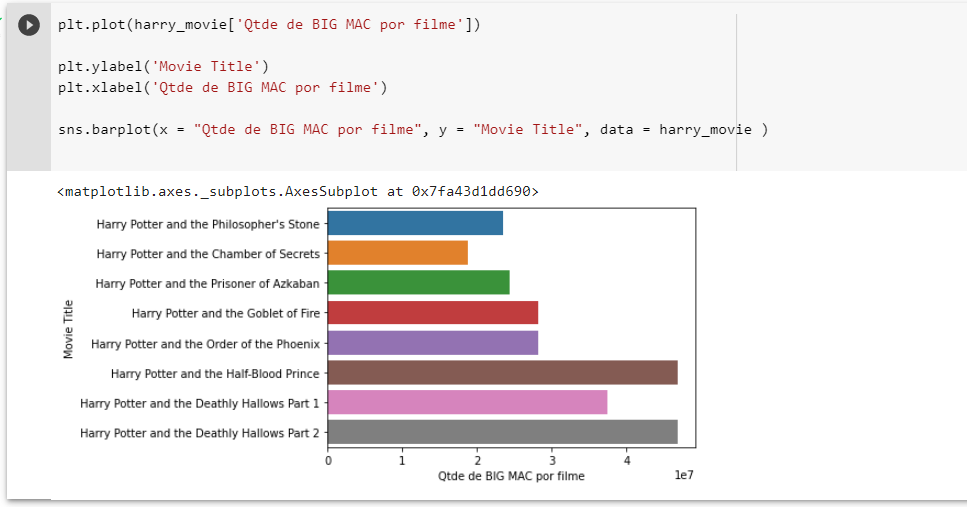 plt.plot(harry_movie['Qtde de BIG MAC por filme'])
plt.ylabel('Movie Title')
plt.xlabel('Qtde de BIG MAC por filme')
sns.barplot(x = "Qtde de BIG MAC por filme", y = "Movie Title", data = harry_movie )
<matplotlib.axes._subplots.AxesSubplot at 0x7fa43d1dd690>
Harry Potter and the Philosopher's Stone
Harry Potter and the Chamber of Secrets
Harry Potter and the Prisoner of Azkaban
Harry Potter and the Goblet of Fire
Harry Potter and the Order of the Phoenix
Harry Potter and the Half-Blood Prince
Harry Potter and the Deathly Hallows Part 1
Harry Potter and the Deathly Hallows Part 2
Movie Title
0 1 2 3 4
Qtde de BIG MAC por filme
1e7